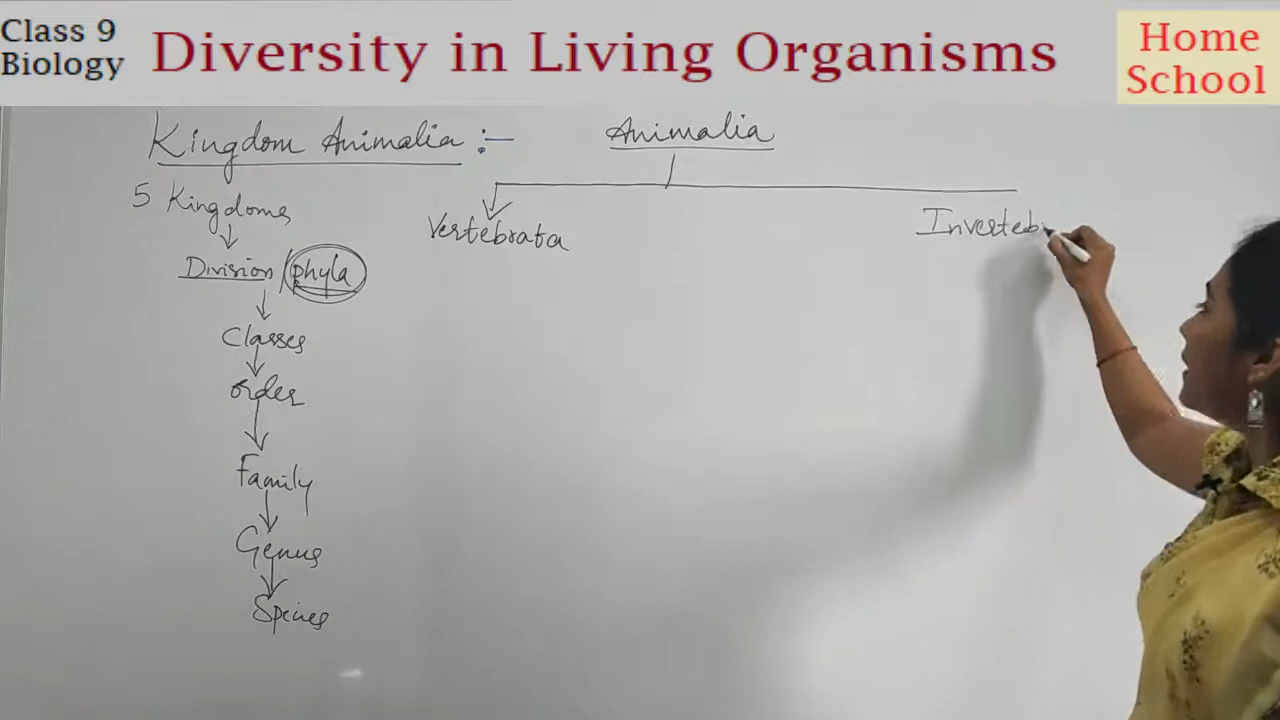 Class 9
Biology
Diversity in Living Organisms
Home
School
Kingdom Animalia :-
5 Kingdoms
Division / phyla
Classes
order
Family
Genus
Species
Animalia
Vertebrata
Inverteb